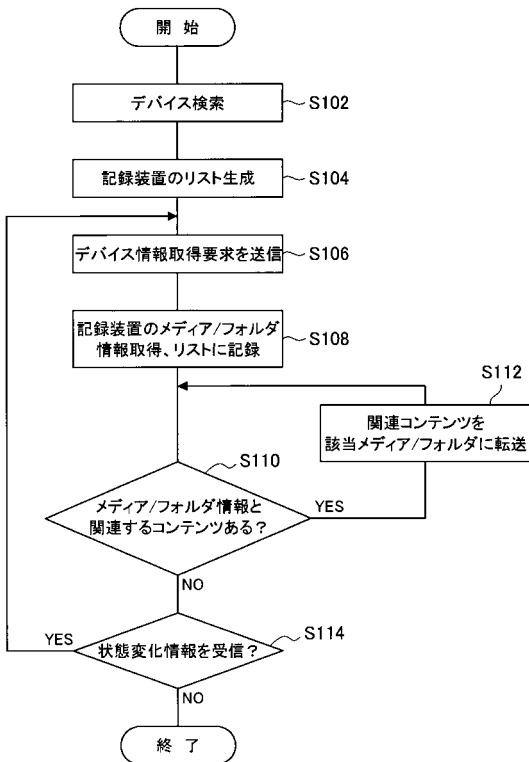 開 始
デバイス検索
S102
記録装置のリスト生成
S104
デバイス情報取得要求を送信
S106
記録装置のメディア/フォルダ
情報取得、リストに記録
S108
S112
関連コンテンツを
該当メディア/フォルダに転送
S110
メディア/フォルダ情報と
関連するコンテンツある?
YES
NO
S114
YES
状態変化情報を受信?
NO
終 了